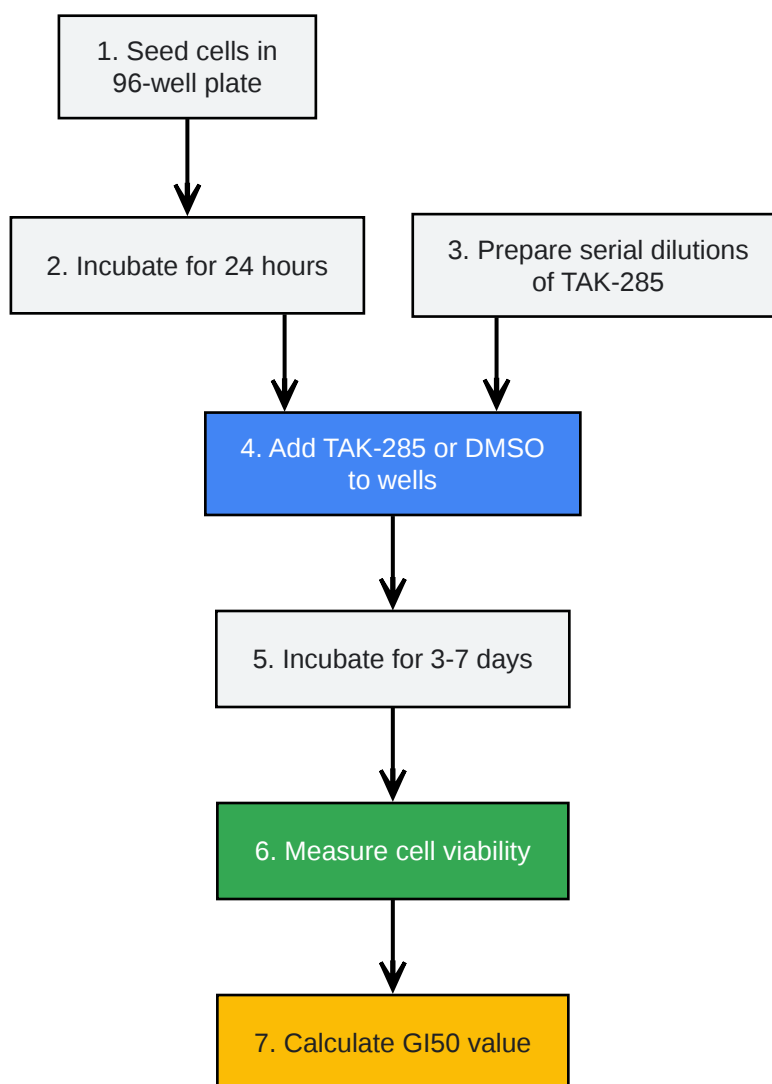 1. Seed cells in
96-well plate
2. Incubate for 24 hours
3. Prepare serial dilutions
of TAK-285
4. Add TAK-285 or DMSO
to wells
5. Incubate for 3-7 days
6. Measure cell viability
7. Calculate GI50 value